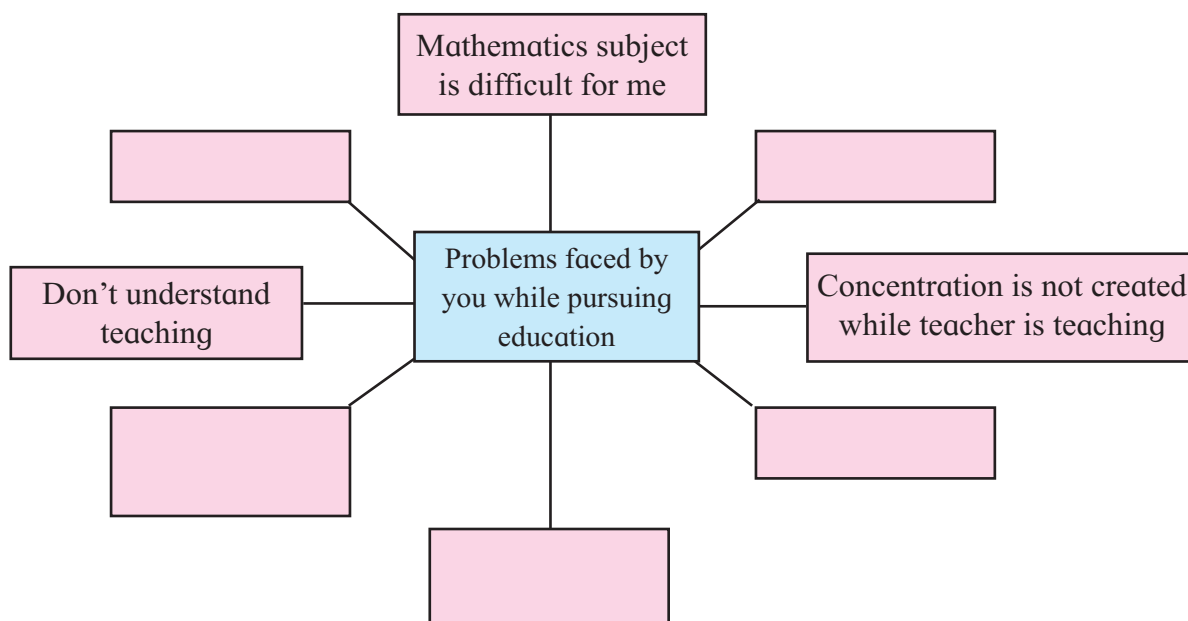 Mathematics subject
is difficult for me
Problems faced by
you while pursuing
education
Don’t understand
teaching
Concentration is not created
while teacher is teaching